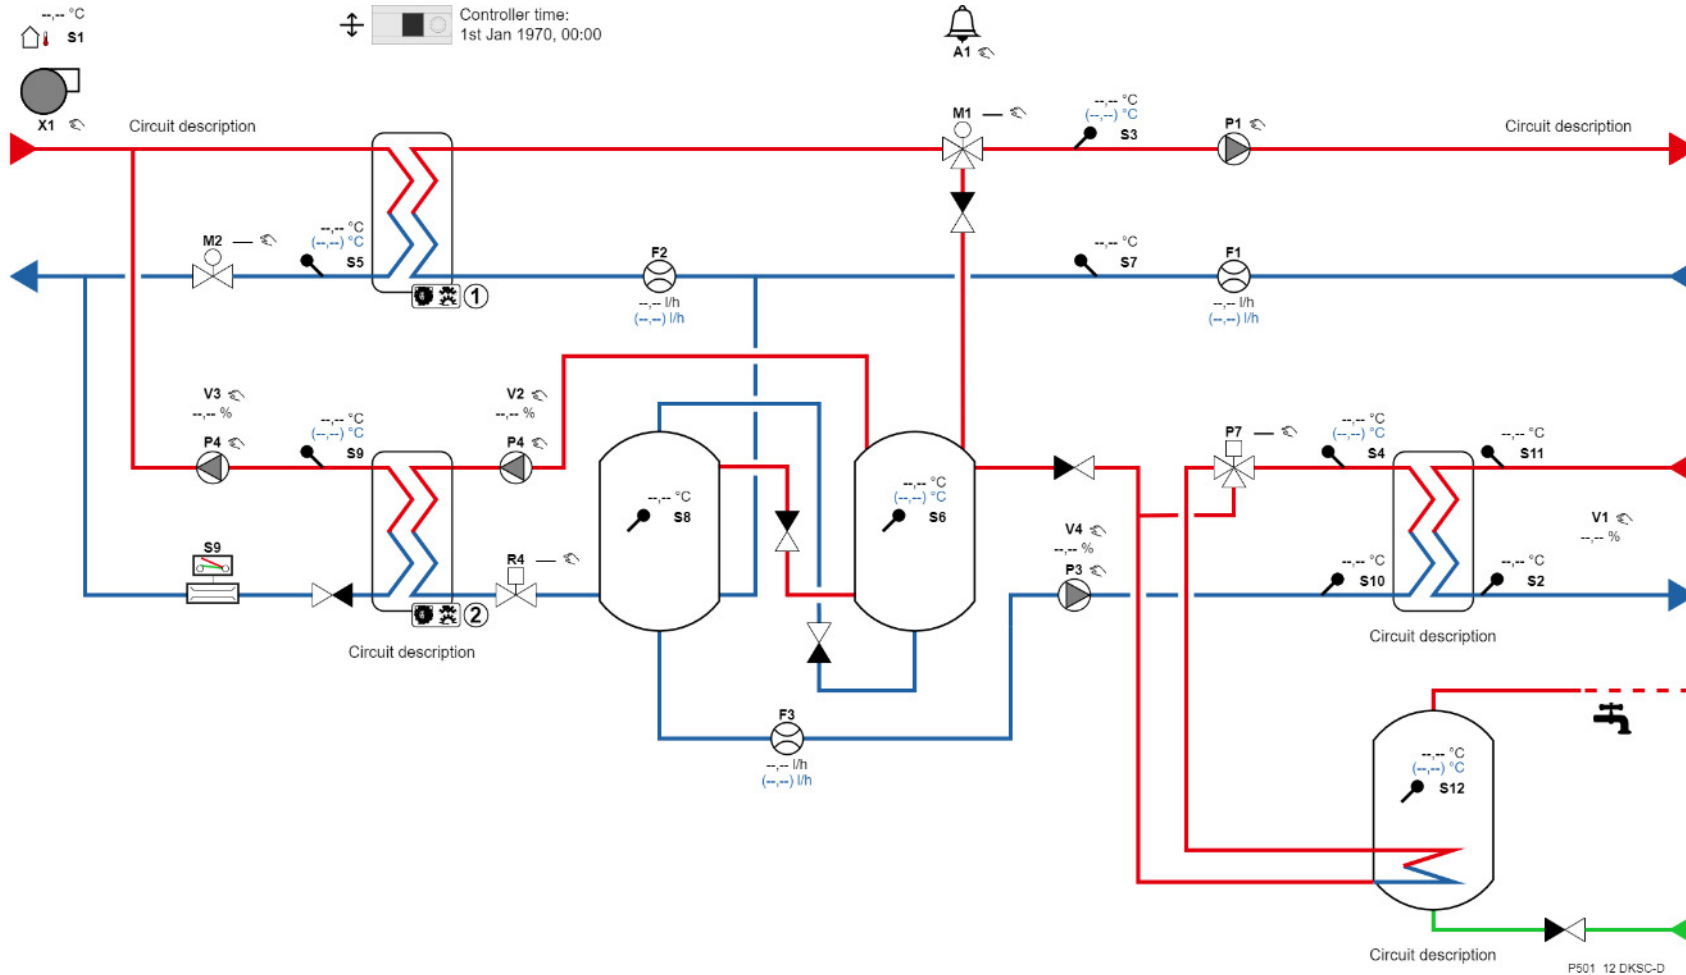 --,-- °C
S1
Controller time:
1st Jan 1970, 00:00
A1
X1
Circuit description
M1 —
--,-- °C
(--,--) °C
S3
P1
Circuit description
M2 —
--,-- °C
(--,--) °C
S5
1
F2
--,-- l/h
(--,--) l/h
--,-- °C
S7
F1
--,-- l/h
(--,--) l/h
V3
--,-- %
P4
--,-- °C
(--,--) °C
S9
V2
--,-- %
P4
--,-- °C
S8
--,-- °C
(--,--) °C
S6
P7 —
--,-- °C
(--,--) °C
S4
--,-- °C
S11
S9
R4 —
2
Circuit description
V4
--,-- %
P3
--,-- °C
S10
V1
--,-- %
--,-- °C
S2
Circuit description
F3
--,-- l/h
(--,--) l/h
--,-- °C
(--,--) °C
S12
Circuit description
P501 12 DKSC-D